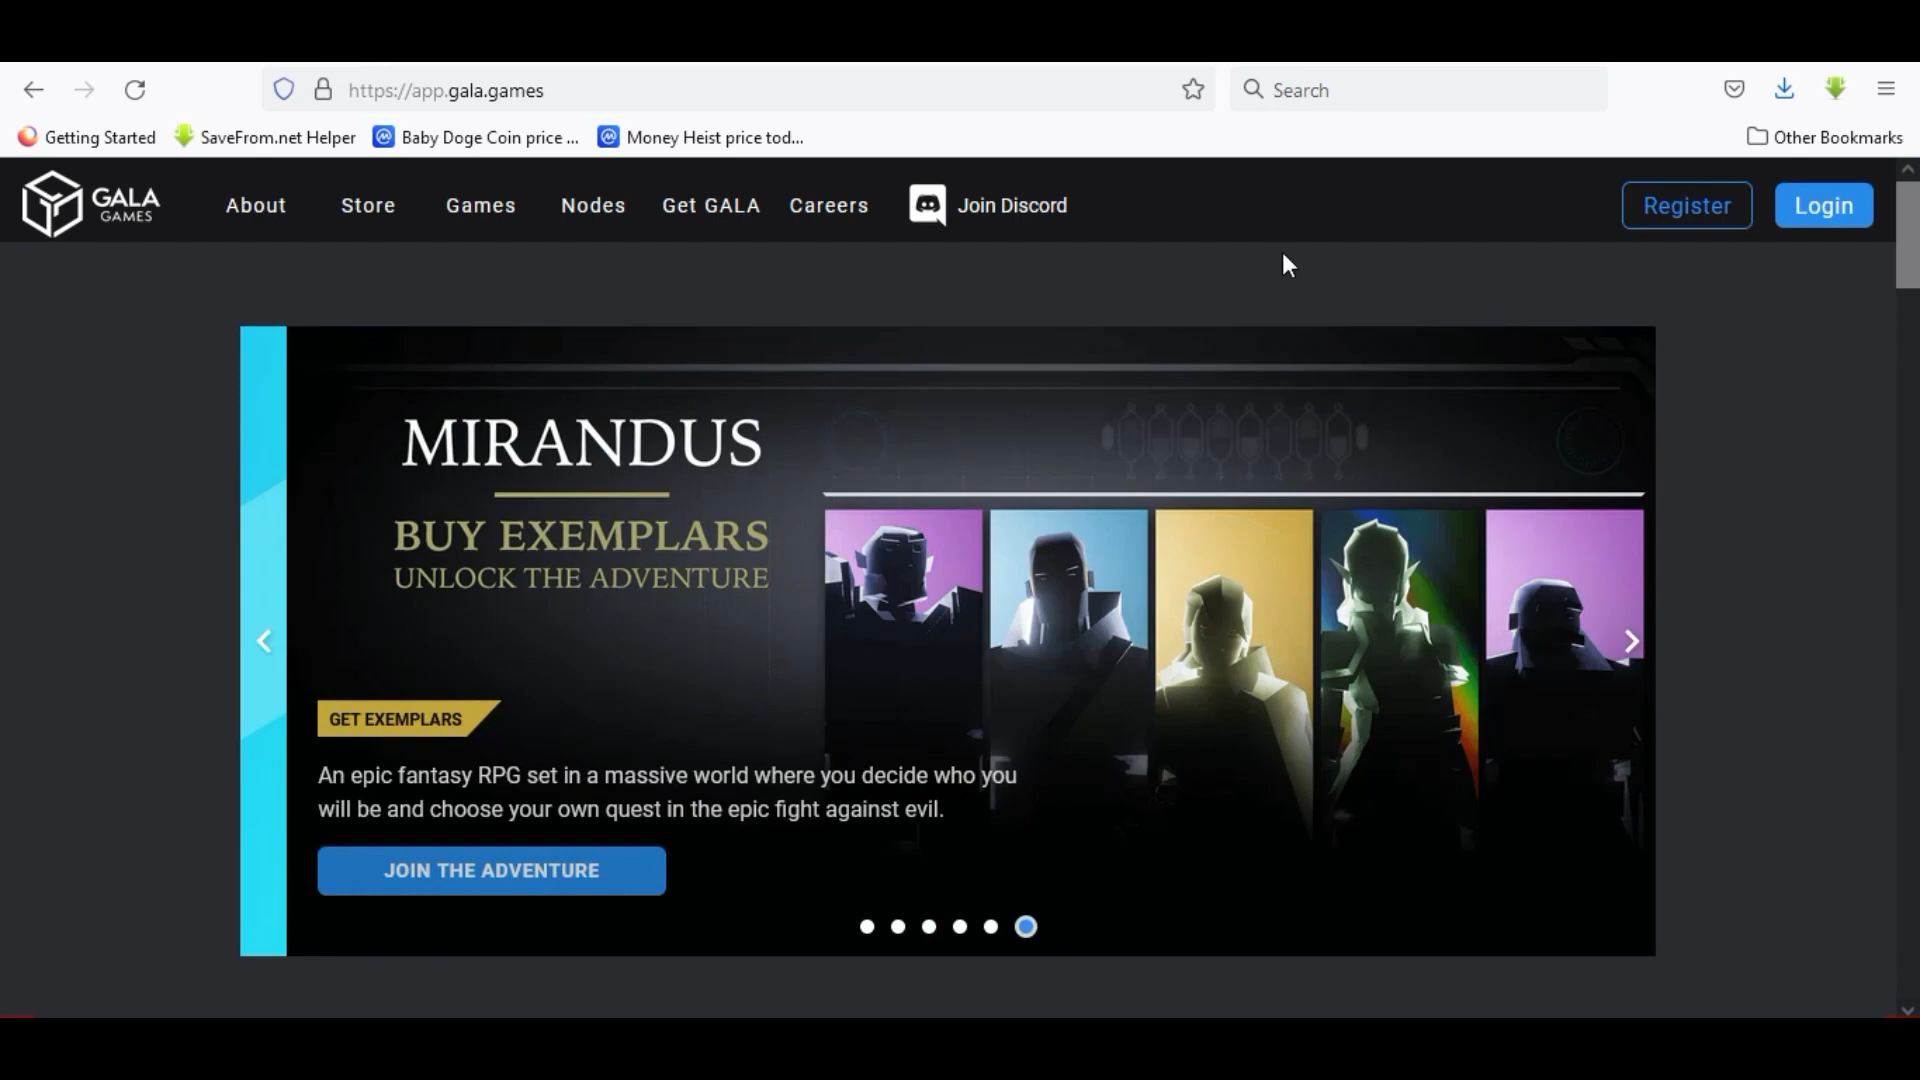 https://app.gala.games
Search
Getting Started
SaveFrom.net Helper
Baby Doge Coin price ...
Money Heist price tod...
Other Bookmarks
GALA
GAMES
About
Store
Games
Nodes
Get GALA
Careers
Join Discord
Register
Login
MIRANDUS
BUY EXEMPLARS
UNLOCK THE ADVENTURE
GET EXEMPLARS
An epic fantasy RPG set in a massive world where you decide who you
will be and choose your own quest in the epic fight against evil.
JOIN THE ADVENTURE